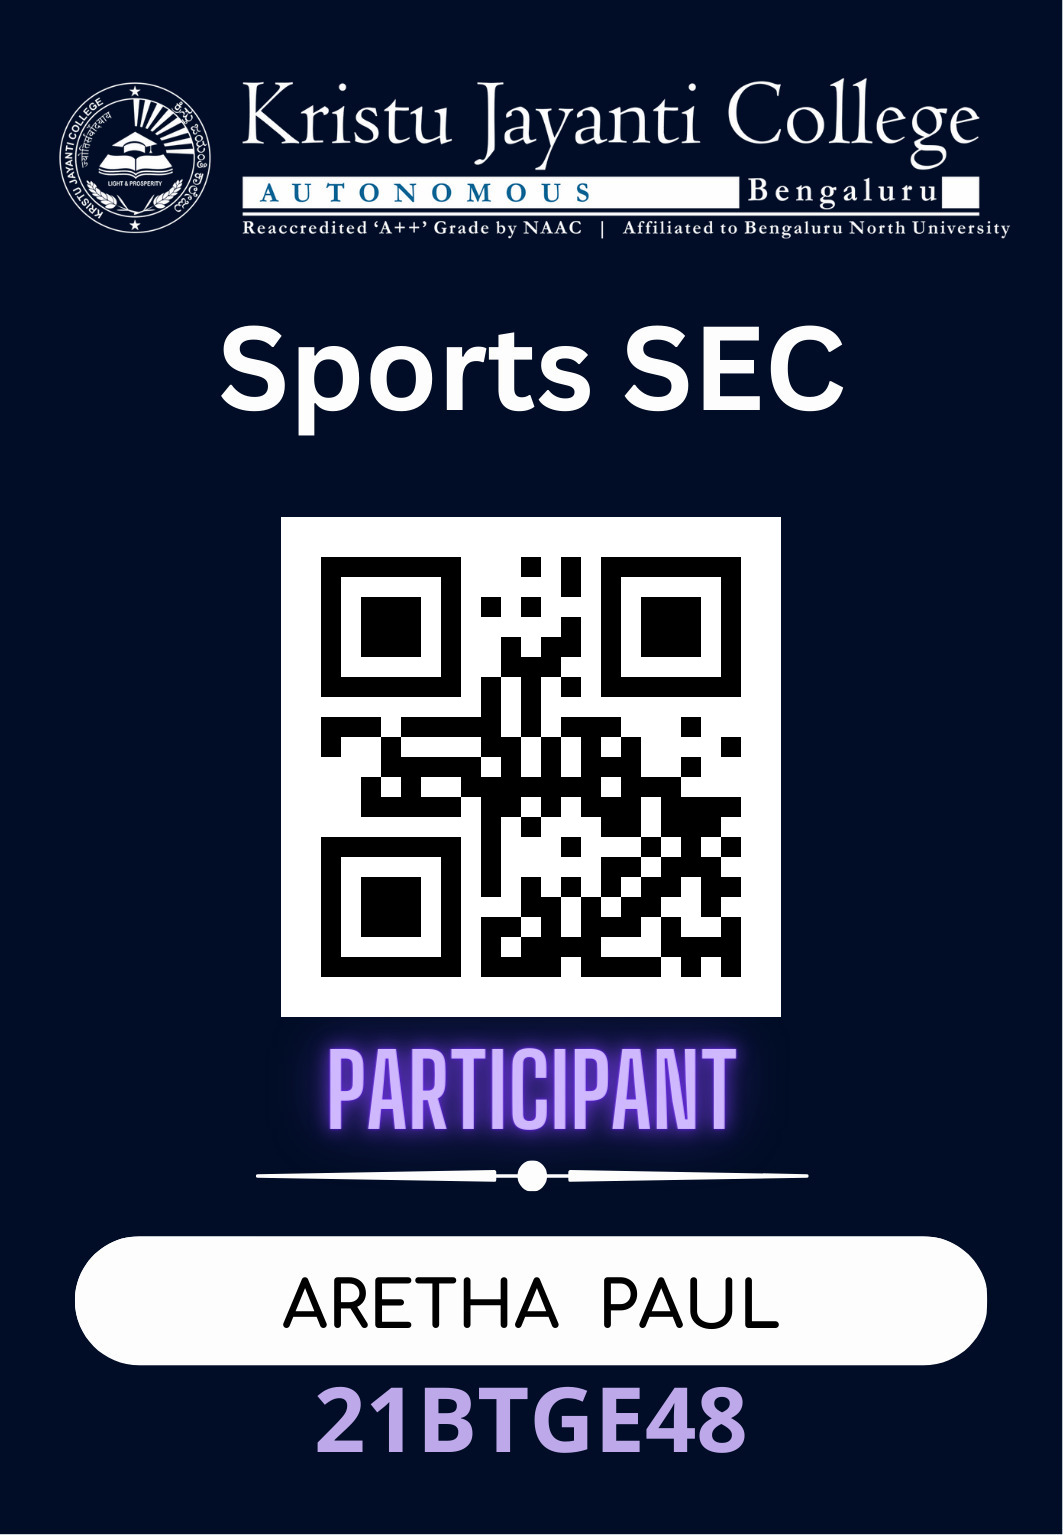 Kristu Jayanti College
AUTONOMOUS Bengaluru
Reaccredited ‘A++’ Grade by NAAC | Affiliated to Bengaluru North University
KRISTU JAYANTI COLLEGE
ಕ್ರಿಸ್ತು ಜಯಂತಿ ಕಾಲೇಜು
LIGHT & PROSPERITY
Sports SEC
PARTICIPANT
ARETHA PAUL
21BTGE48